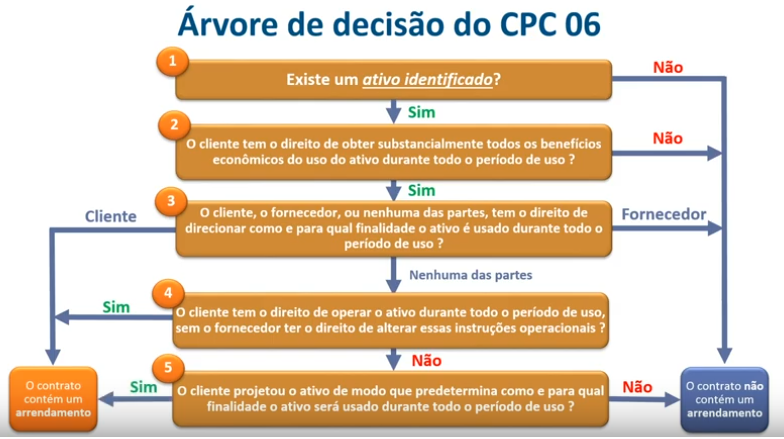 Árvore de decisão do CPC 06
1
Existe um ativo identificado?
Não
Sim
2
O cliente tem o direito de obter substancialmente todos os benefícios
econômicos do uso do ativo durante todo o período de uso ?
Não
Sim
3
O cliente, o fornecedor, ou nenhuma das partes, tem o direito de
direcionar como e para qual finalidade o ativo é usado durante todo o
período de uso ?
Cliente
Fornecedor
Nenhuma das partes
4
O cliente tem o direito de operar o ativo durante todo o período de uso,
sem o fornecedor ter o direito de alterar essas instruções operacionais ?
Sim
Não
5
O cliente projetou o ativo de modo que predetermina como e para qual
finalidade o ativo será usado durante todo o período de uso ?
Sim
Não
O contrato
contém um
arrendamento
O contrato não
contém um
arrendamento